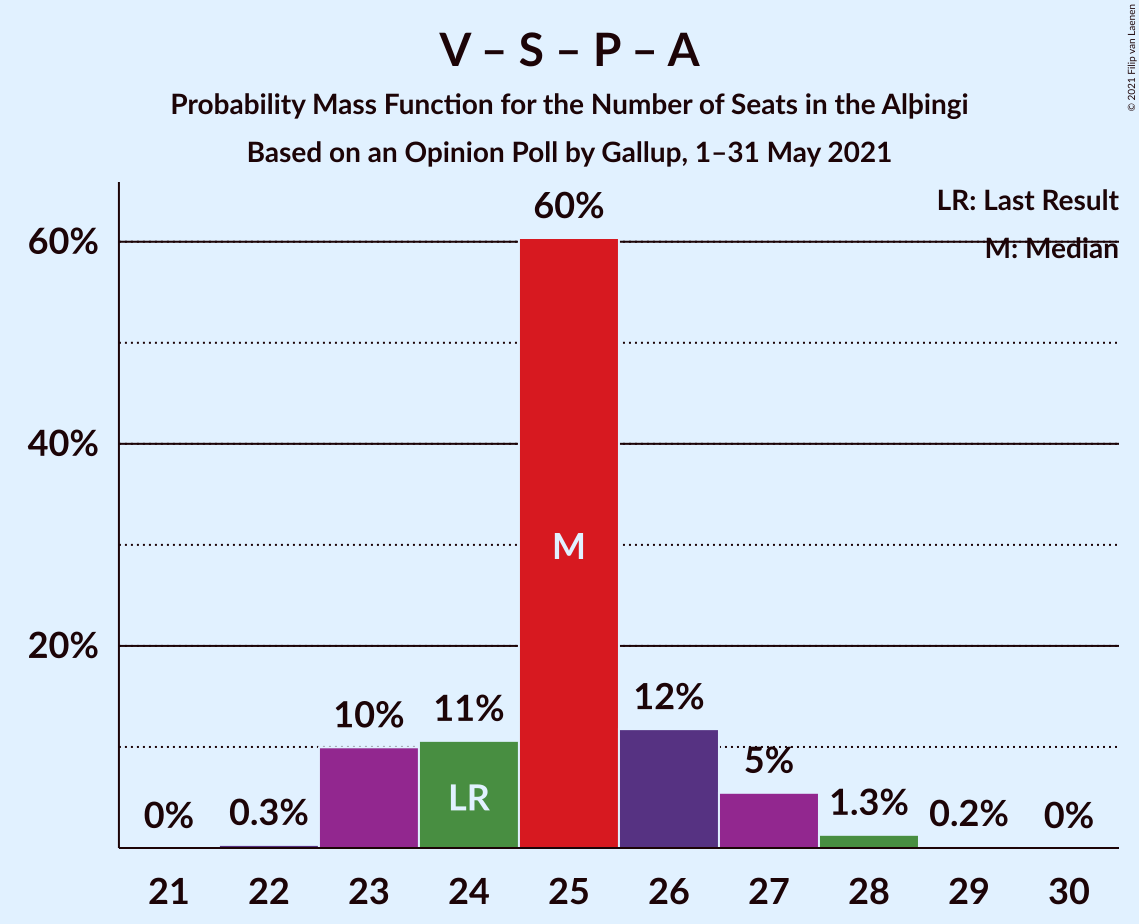 V – S – P – A
Probability Mass Function for the Number of Seats in the Alþingi
Based on an Opinion Poll by Gallup, 1–31 May 2021
© 2021 Filip van Laenen
LR: Last Result
M: Median
60%
40%
20%
0%
0.3%
10%
11%
60%
12%
5%
1.3%
0.2%
0%
LR
M
21 22 23 24 25 26 27 28 29 30